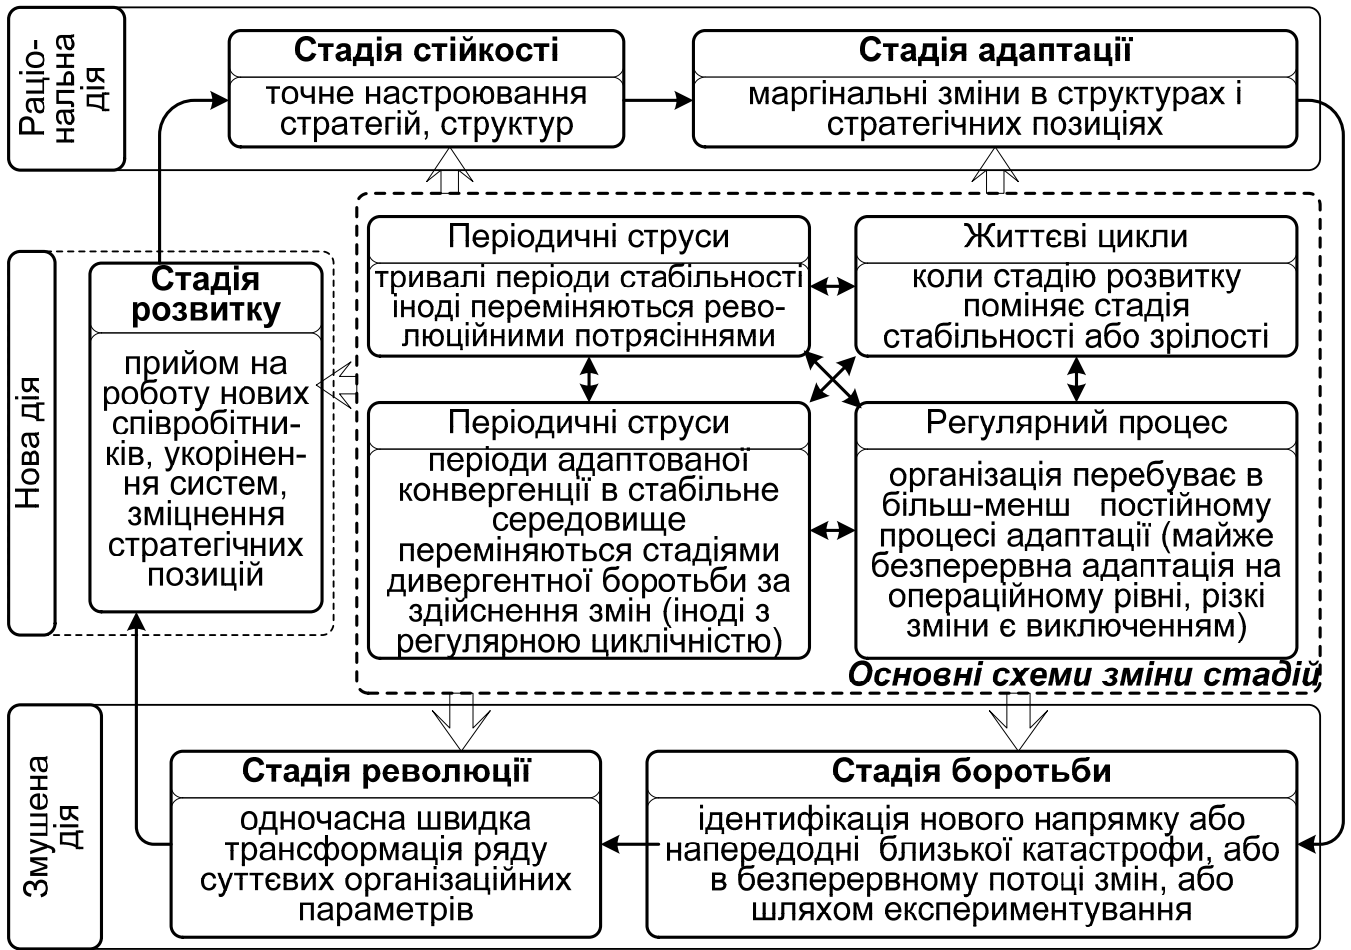 Раціо-
нальна
дія
Стадія стійкості
точне настроювання
стратегій, структур
Стадія адаптації
маргінальні зміни в структурах і
стратегічних позиціях
Нова дія
Стадія
розвитку
прийом на
роботу нових
співробітни-
ків, укорінен-
ня систем,
зміцнення
стратегічних
позицій
Періодичні струси
тривалі періоди стабільності
іноді переміняються рево-
люційними потрясіннями
Життєві цикли
коли стадію розвитку
поміняє стадія
стабільності або зрілості
Періодичні струси
періоди адаптованої
конвергенції в стабільне
середовище
переміняються стадіями
дивергентної боротьби за
здійснення змін (іноді з
регулярною циклічністю)
Регулярний процес
організація перебуває в
більш-менш постійному
процесі адаптації (майже
безперервна адаптація на
операційному рівні, різкі
зміни є виключенням)
Основні схеми зміни стадій
Змушена
дія
Стадія революції
одночасна швидка
трансформація ряду
суттєвих організаційних
параметрів
Стадія боротьби
ідентифікація нового напрямку або
напередодні близької катастрофи, або
в безперервному потоці змін, або
шляхом експериментування